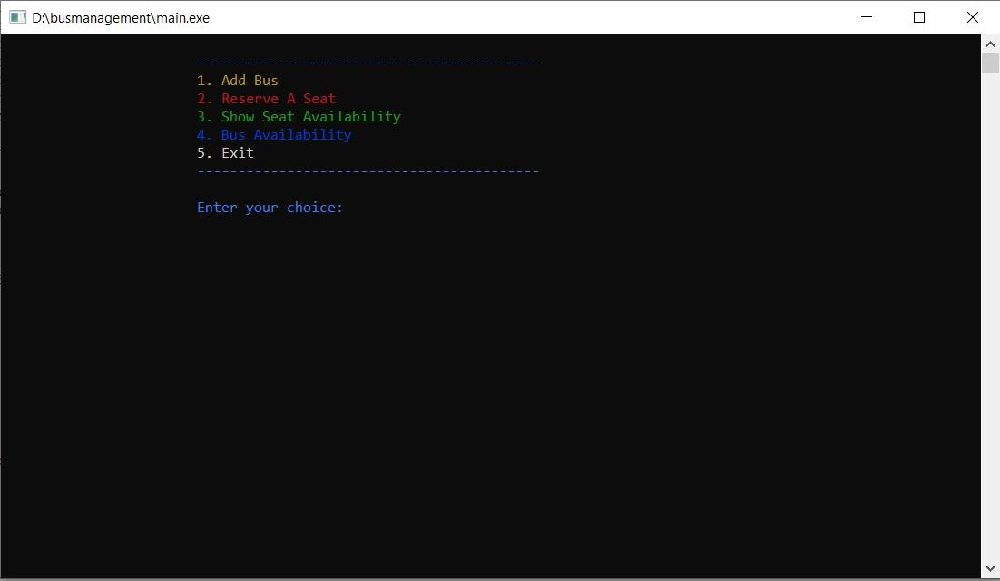 D:\busmanagement\main.exe
------------------------------------------
1. Add Bus
2. Reserve A Seat
3. Show Seat Availability
4. Bus Availability
5. Exit
------------------------------------------
Enter your choice: